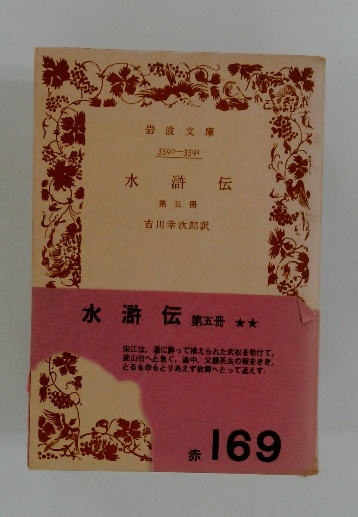 岩波文庫
3590—3591
水滸伝
第五冊
吉川幸次郎訳
水滸伝 第五冊 ★★
宋江は、酒に酔って捕えられた武松を助けて、
梁山泊へと急ぐ。途中、父親死去の報をきき、
とるものもとりあえず故郷へとって返えす。
赤 169